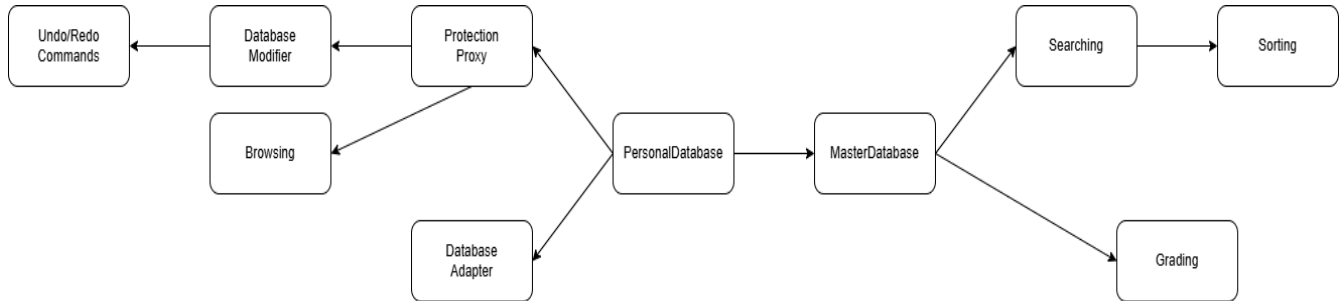 Undo/Redo
Commands
Database
Modifier
Protection
Proxy
Searching
Sorting
Browsing
PersonalDatabase
MasterDatabase
Database
Adapter
Grading